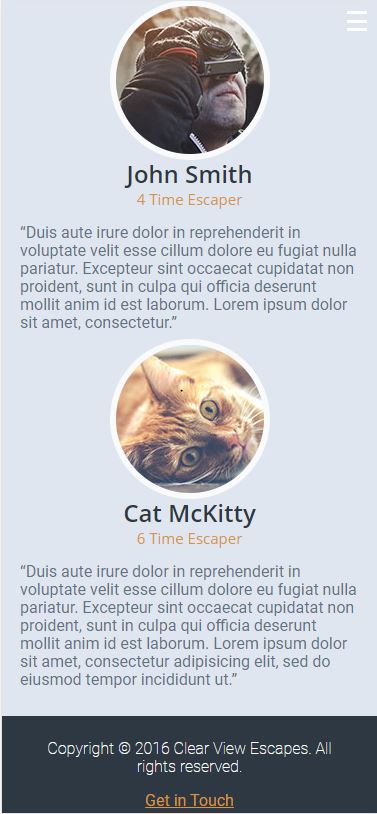 John Smith
4 Time Escaper
“Duis aute irure dolor in reprehenderit in
voluptate velit esse cillum dolore eu fugiat nulla
pariatur. Excepteur sint occaecat cupidatat non
proident, sunt in culpa qui officia deserunt
mollit anim id est laborum. Lorem ipsum dolor
sit amet, consectetur.”
Cat McKitty
6 Time Escaper
“Duis aute irure dolor in reprehenderit in
voluptate velit esse cillum dolore eu fugiat nulla
pariatur. Excepteur sint occaecat cupidatat non
proident, sunt in culpa qui officia deserunt
mollit anim id est laborum. Lorem ipsum dolor
sit amet, consectetur adipisicing elit, sed do
eiusmod tempor incididunt ut.”
Copyright © 2016 Clear View Escapes. All
rights reserved.
Get in Touch